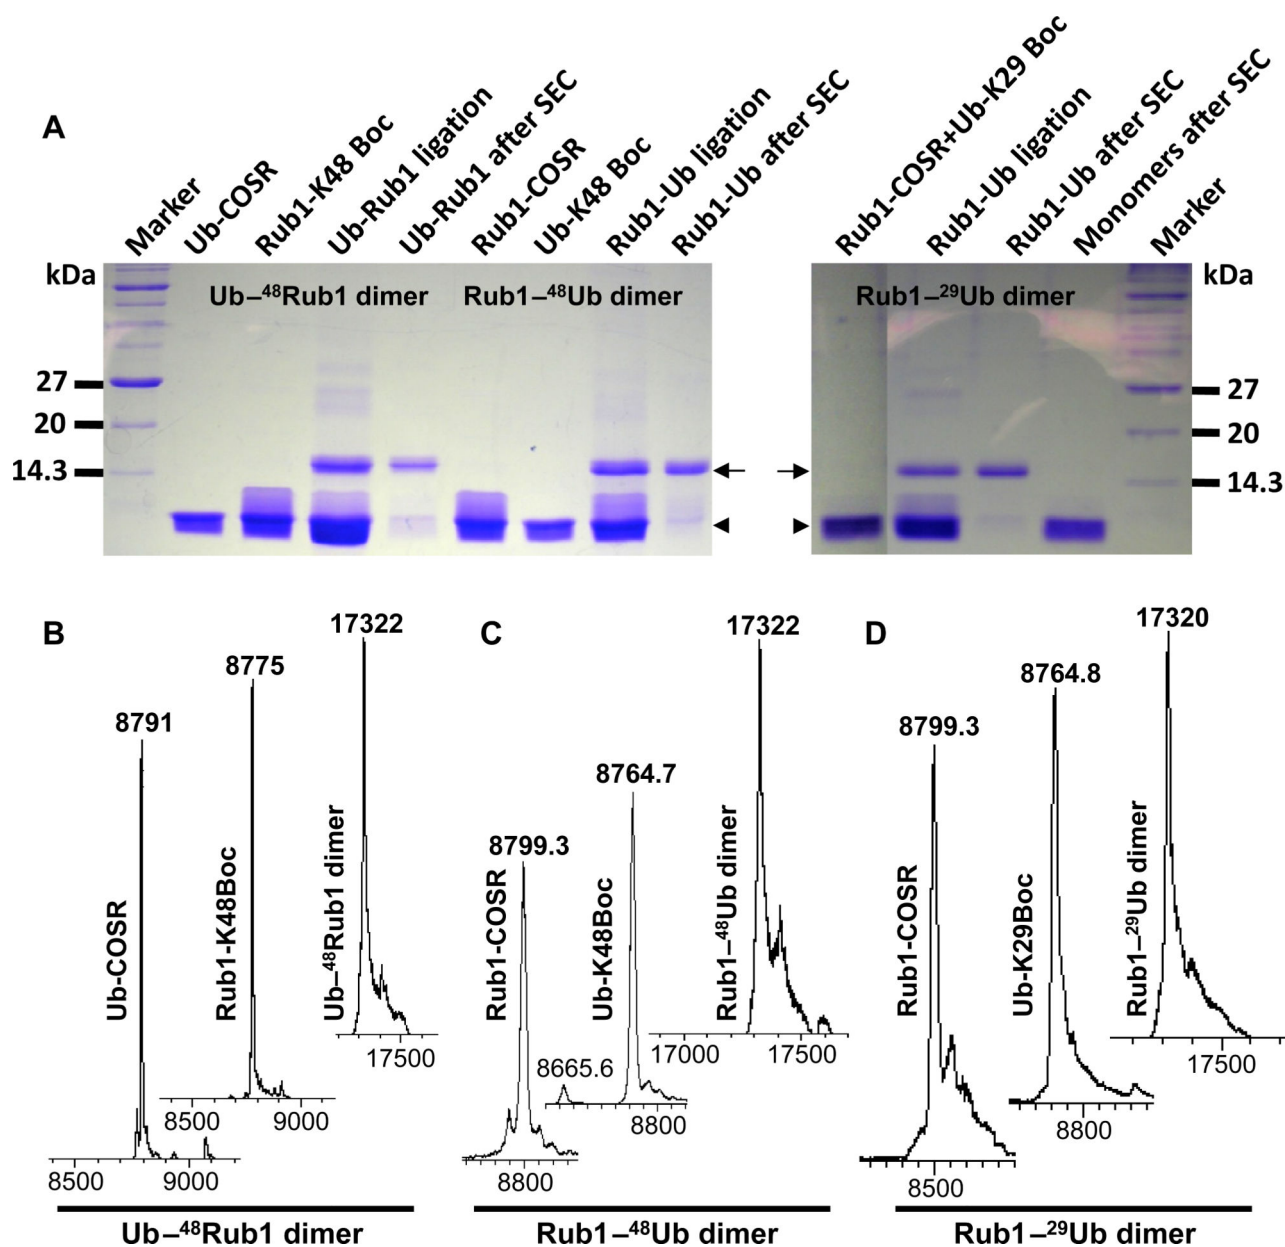 A
Marker
Ub-COSR
Rub1-K48 Boc
Ub-Rub1 ligation
Ub-Rub1 after SEC
Rub1-COSR
Ub-K48 Boc
Rub1-Ub ligation
Rub1-Ub after SEC
Rub1-COSR+Ub-K29 Boc
Rub1-Ub ligation
Rub1-Ub after SEC
Monomers after SEC
Marker
kDa
27
20
14.3
Ub–⁴⁸Rub1 dimer
Rub1–⁴⁸Ub dimer
Rub1–²⁹Ub dimer
kDa
27
20
14.3
B
8791
Ub-COSR
8500 9000
8775
Rub1-K48Boc
8500 9000
17322
Ub–⁴⁸Rub1 dimer
17500
Ub–⁴⁸Rub1 dimer
C
8799.3
Rub1-COSR
8800
8764.7
Ub-K48Boc
8665.6
8800
17322
Rub1–⁴⁸Ub dimer
17000 17500
Rub1–⁴⁸Ub dimer
D
8799.3
Rub1-COSR
8500
8764.8
Ub-K29Boc
8800
17320
Rub1–²⁹Ub dimer
17500
Rub1–²⁹Ub dimer